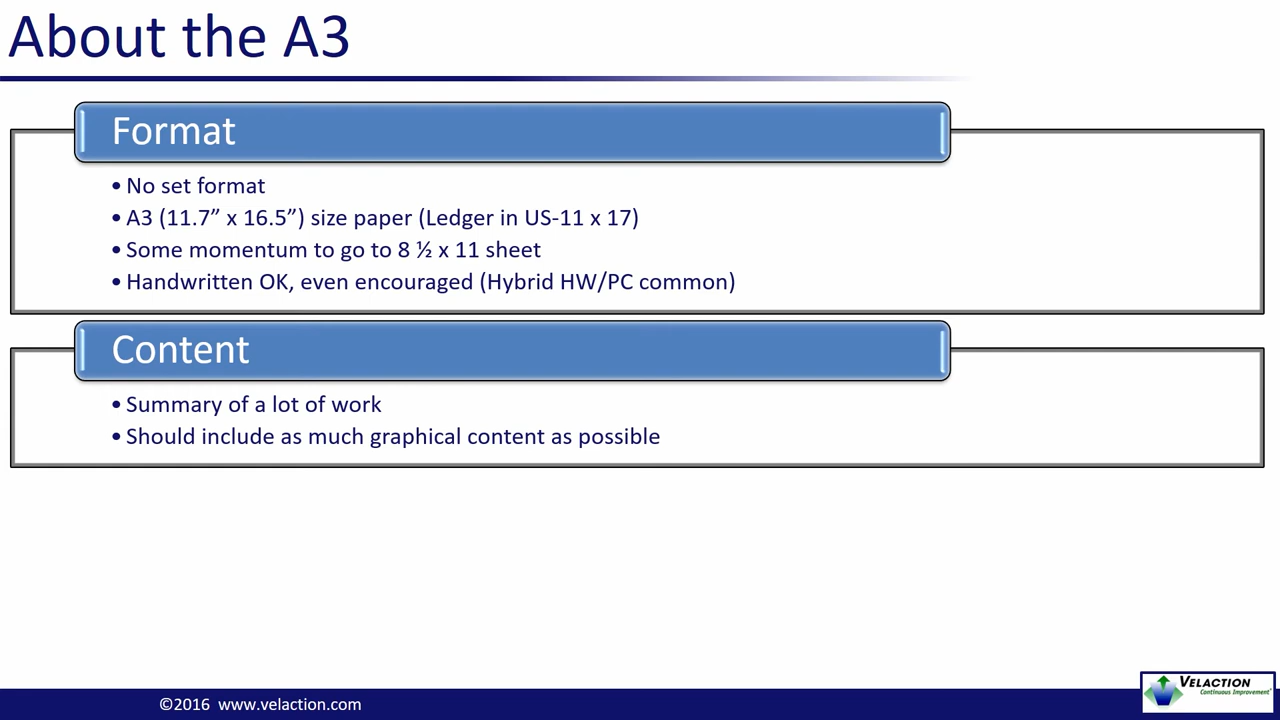 About the A3
Format
• No set format
• A3 (11.7” x 16.5”) size paper (Ledger in US-11 x 17)
• Some momentum to go to 8 ½ x 11 sheet
• Handwritten OK, even encouraged (Hybrid HW/PC common)
Content
• Summary of a lot of work
• Should include as much graphical content as possible
©2016 www.velaction.com
VELACTION
Continuous Improvement